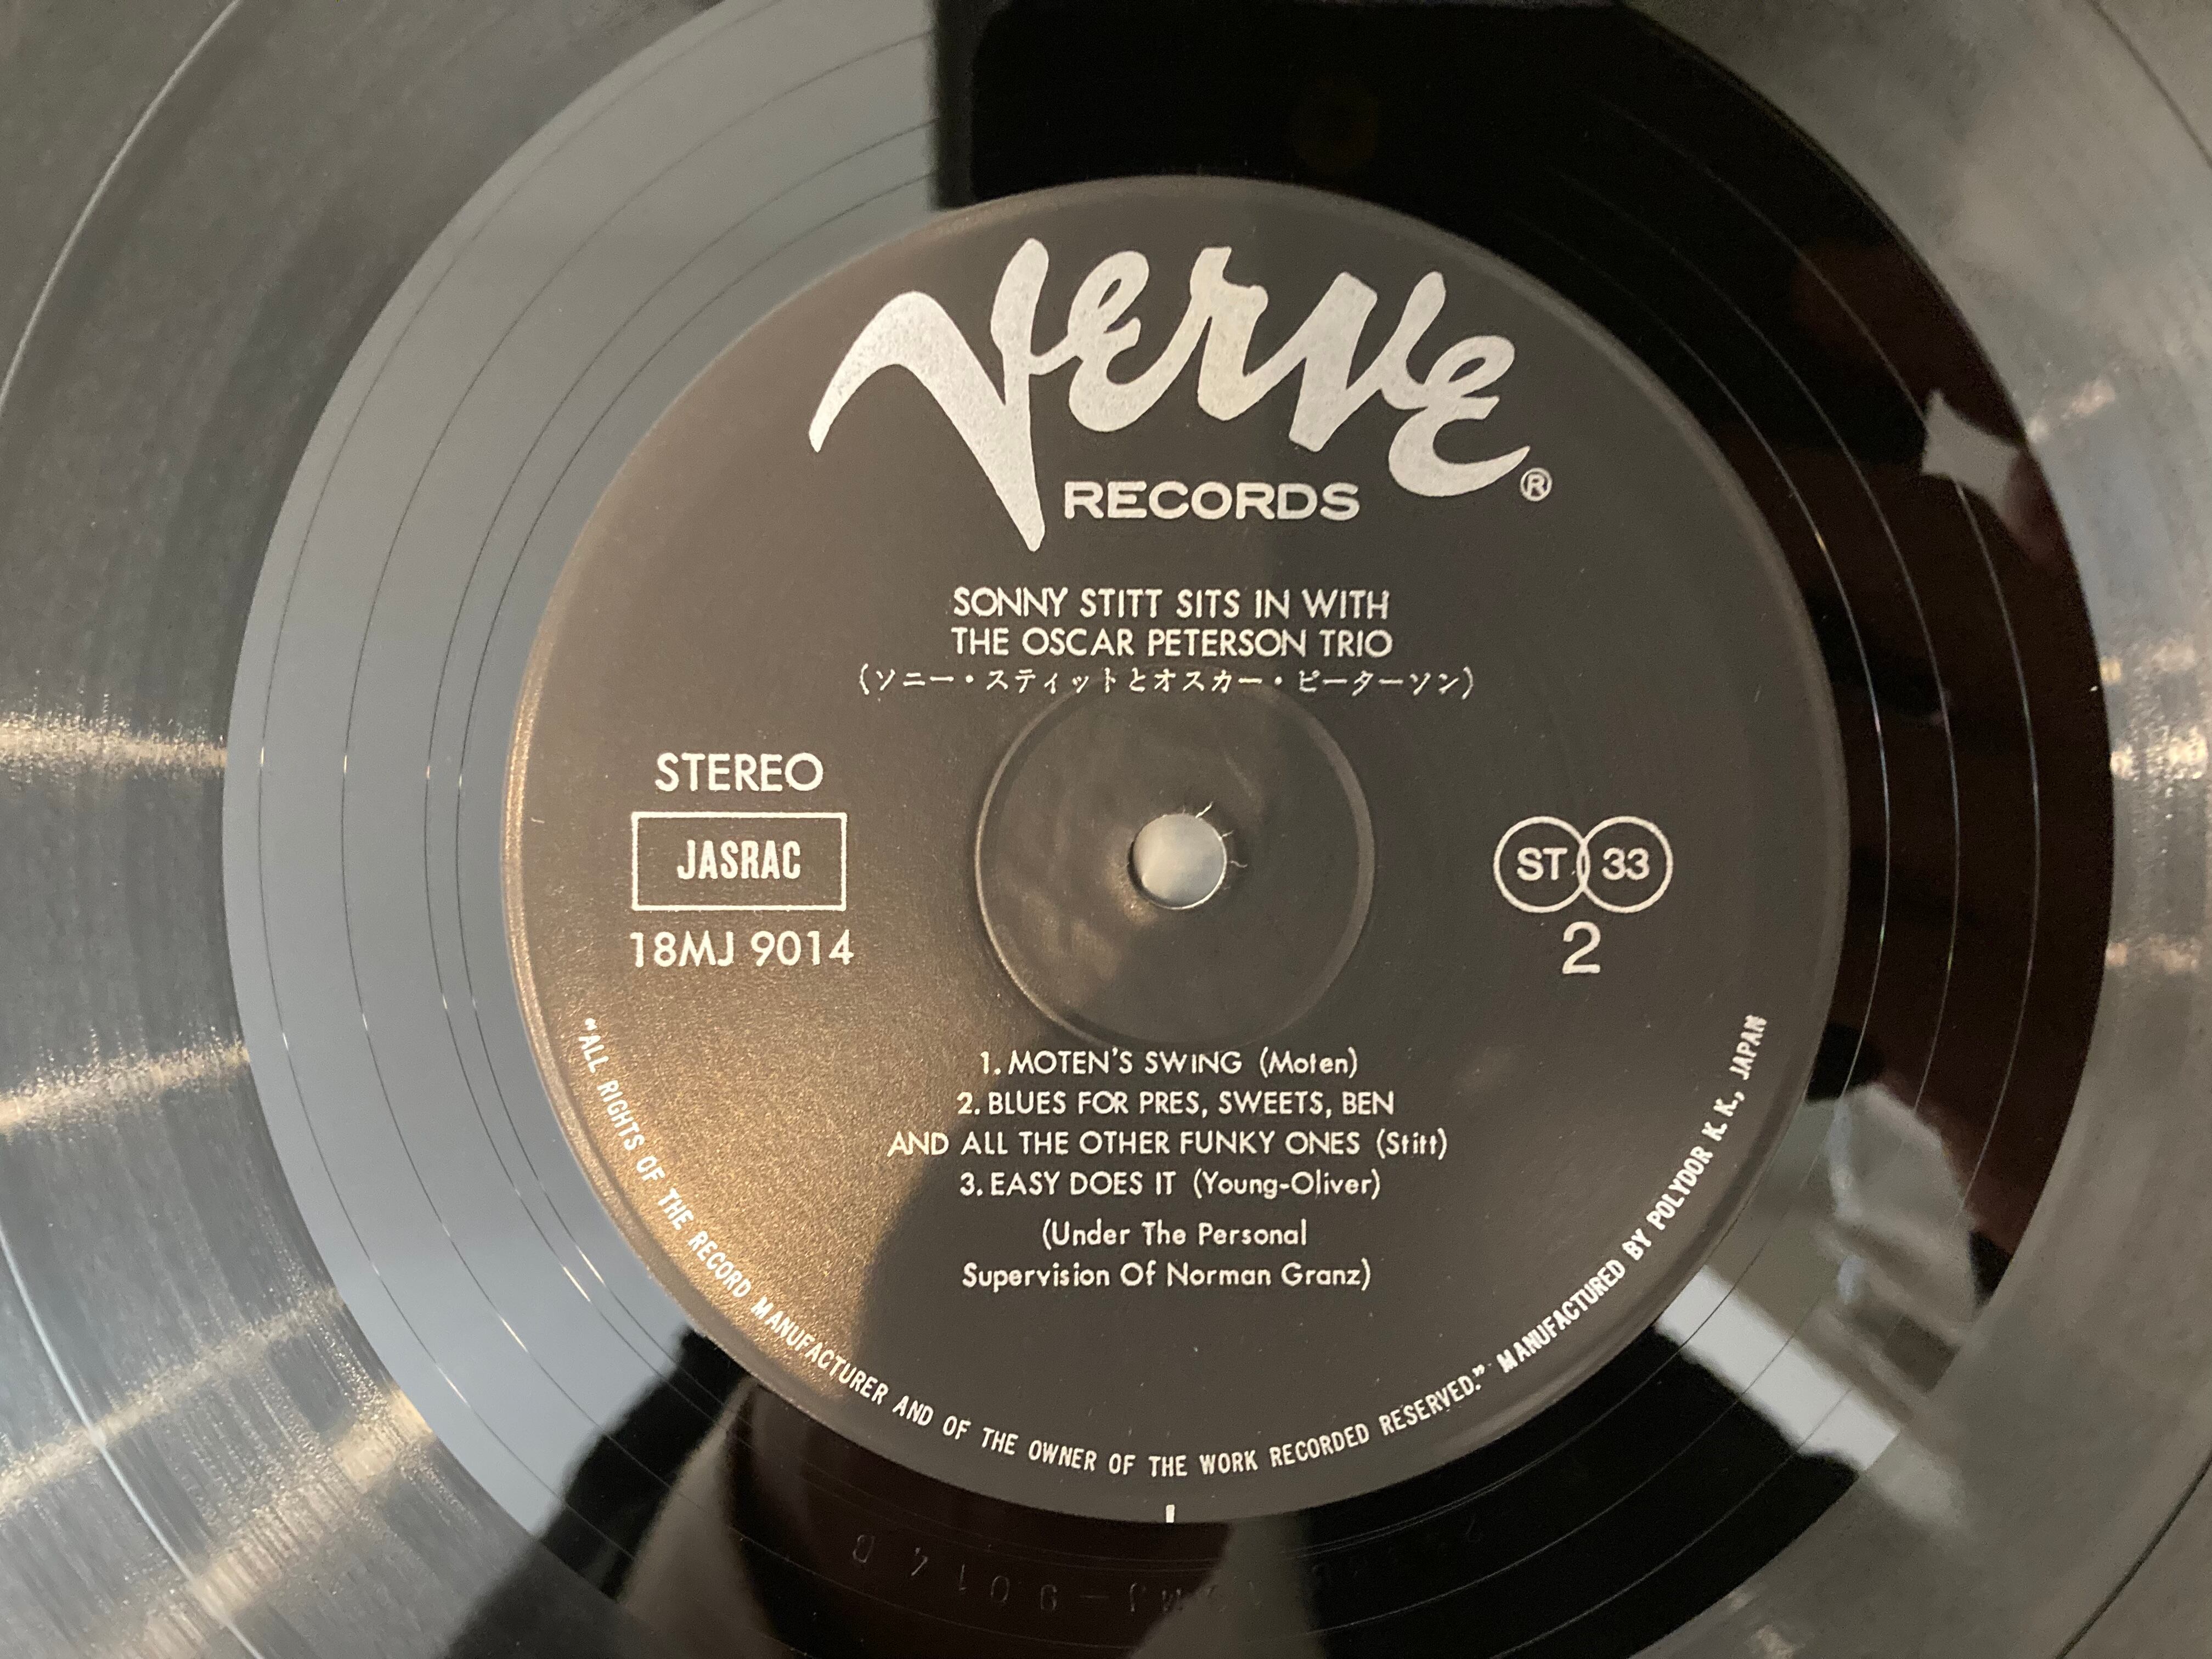 Verve
RECORDS ®
SONNY STITT SITS IN WITH
THE OSCAR PETERSON TRIO
(ソニー・スティットとオスカー・ピーターソン)
STEREO
JASRAC
18MJ 9014
ST 33
2
1. MOTEN'S SWING (Moten)
2. BLUES FOR PRES, SWEETS, BEN
AND ALL THE OTHER FUNKY ONES (Stitt)
3. EASY DOES IT (Young-Oliver)
(Under The Personal
Supervision Of Norman Granz)
"ALL RIGHTS OF THE RECORD MANUFACTURER AND OF THE OWNER OF THE WORK RECORDED RESERVED." MANUFACTURED BY POLYDOR K. K., JAPAN
MJ-9014